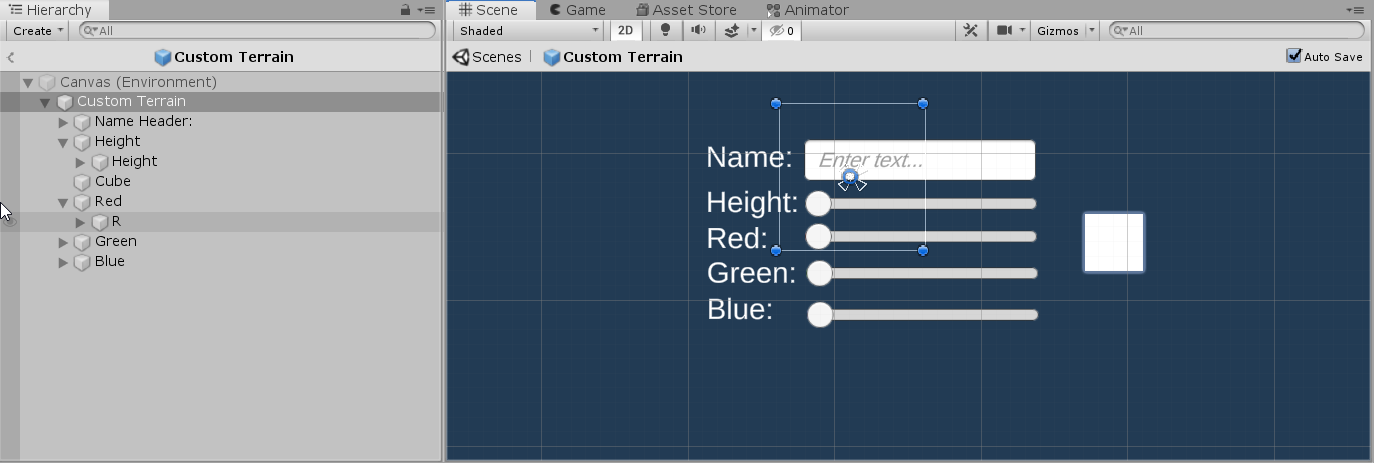 Hierarchy
Create All
Custom Terrain
Canvas (Environment)
Custom Terrain
Name Header:
Height
Height
Cube
Red
R
Green
Blue
Scene Game Asset Store Animator
Shaded 2D 0 Gizmos All
Scenes Custom Terrain Auto Save
Name: Enter text...
Height:
Red:
Green:
Blue: